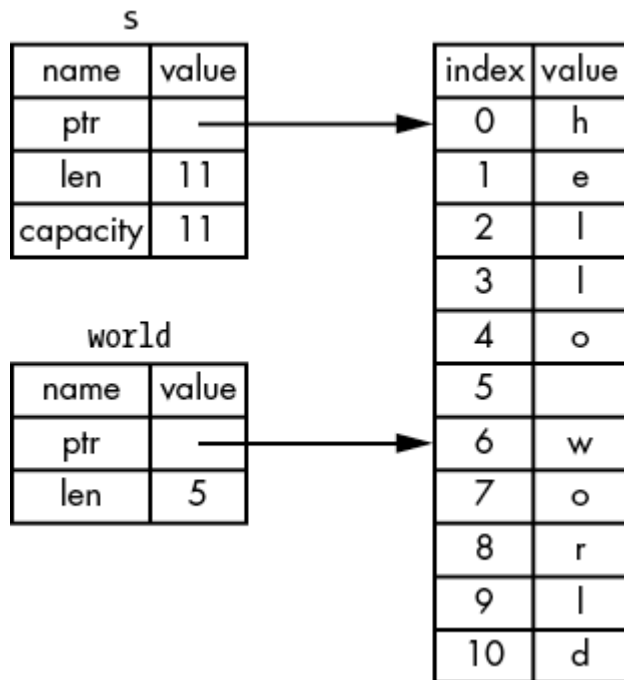 s
name value
ptr
len 11
capacity 11
world
name value
ptr
len 5
index value
0 h
1 e
2 l
3 l
4 o
5
6 w
7 o
8 r
9 l
10 d